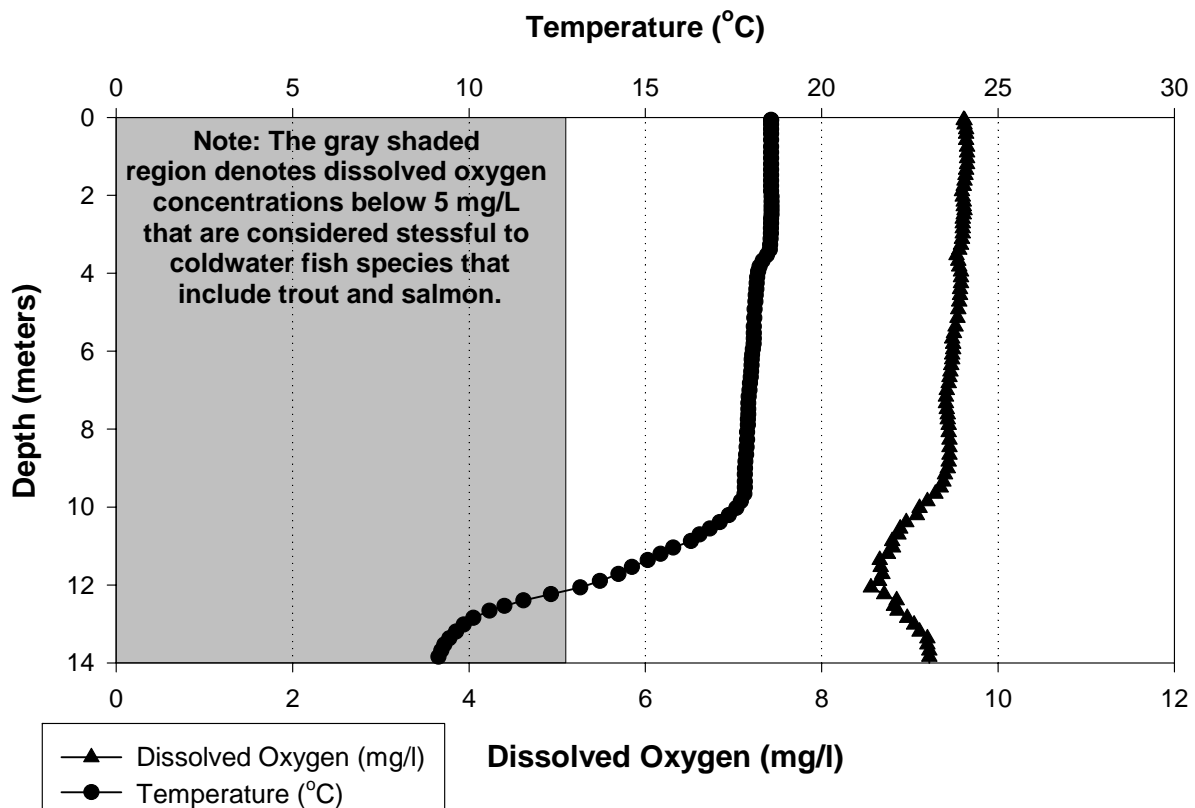 Temperature (°C)
0 5 10 15 20 25 30
Note: The gray shaded
region denotes dissolved oxygen
concentrations below 5 mg/L
that are considered stessful to
coldwater fish species that
include trout and salmon.
Depth (meters)
0
2
4
6
8
10
12
14
0 2 4 6 8 10 12
Dissolved Oxygen (mg/l)
Dissolved Oxygen (mg/l)
Temperature (°C)